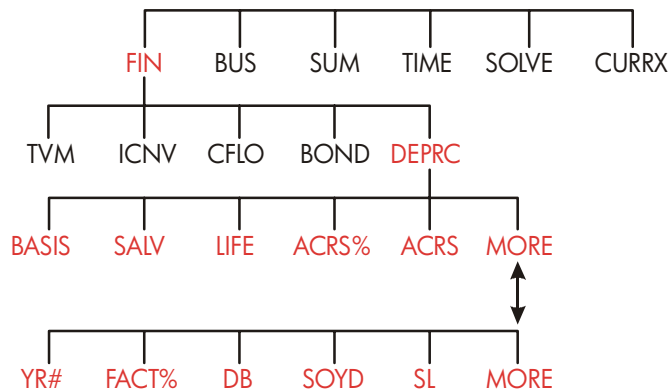 FIN BUS SUM TIME SOLVE CURRX
TVM ICNV CFLO BOND DEPRC
BASIS SALV LIFE ACRS% ACRS MORE
YR# FACT% DB SOYD SL MORE